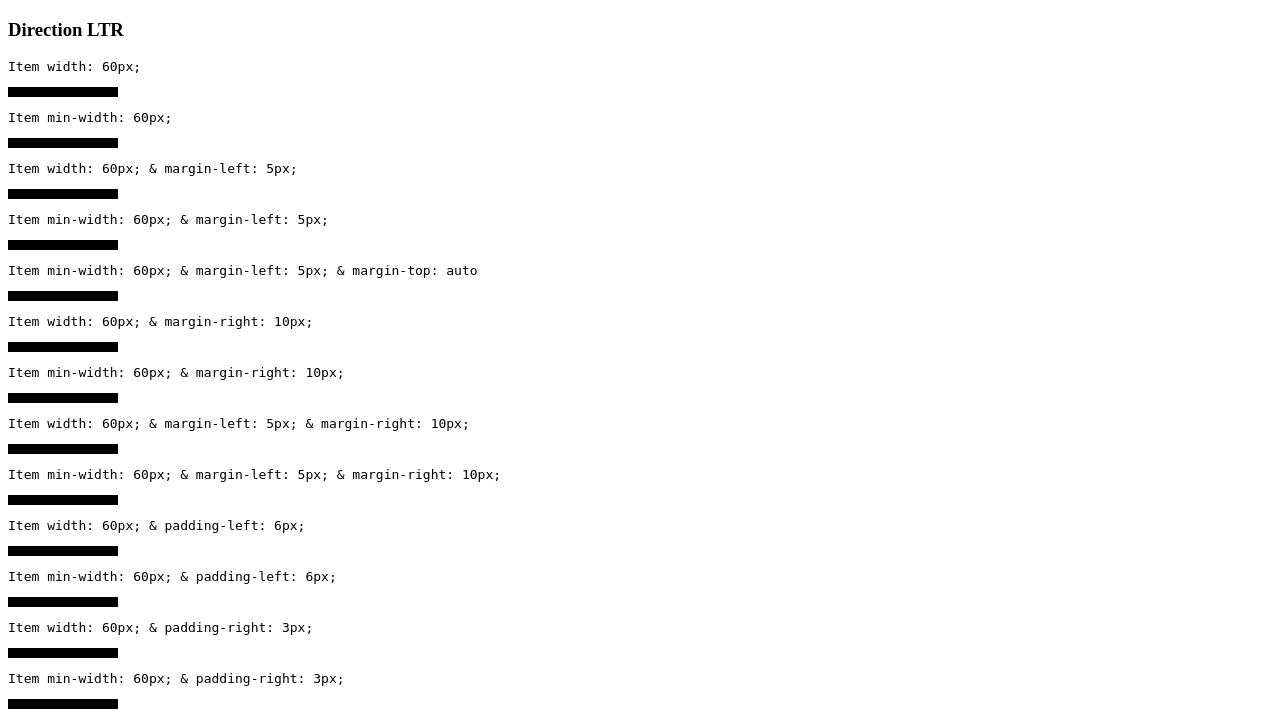 Direction LTR
Item width: 60px;
Item min-width: 60px;
Item width: 60px; & margin-left: 5px;
Item min-width: 60px; & margin-left: 5px;
Item min-width: 60px; & margin-left: 5px; & margin-top: auto
Item width: 60px; & margin-right: 10px;
Item min-width: 60px; & margin-right: 10px;
Item width: 60px; & margin-left: 5px; & margin-right: 10px;
Item min-width: 60px; & margin-left: 5px; & margin-right: 10px;
Item width: 60px; & padding-left: 6px;
Item min-width: 60px; & padding-left: 6px;
Item width: 60px; & padding-right: 3px;
Item min-width: 60px; & padding-right: 3px;